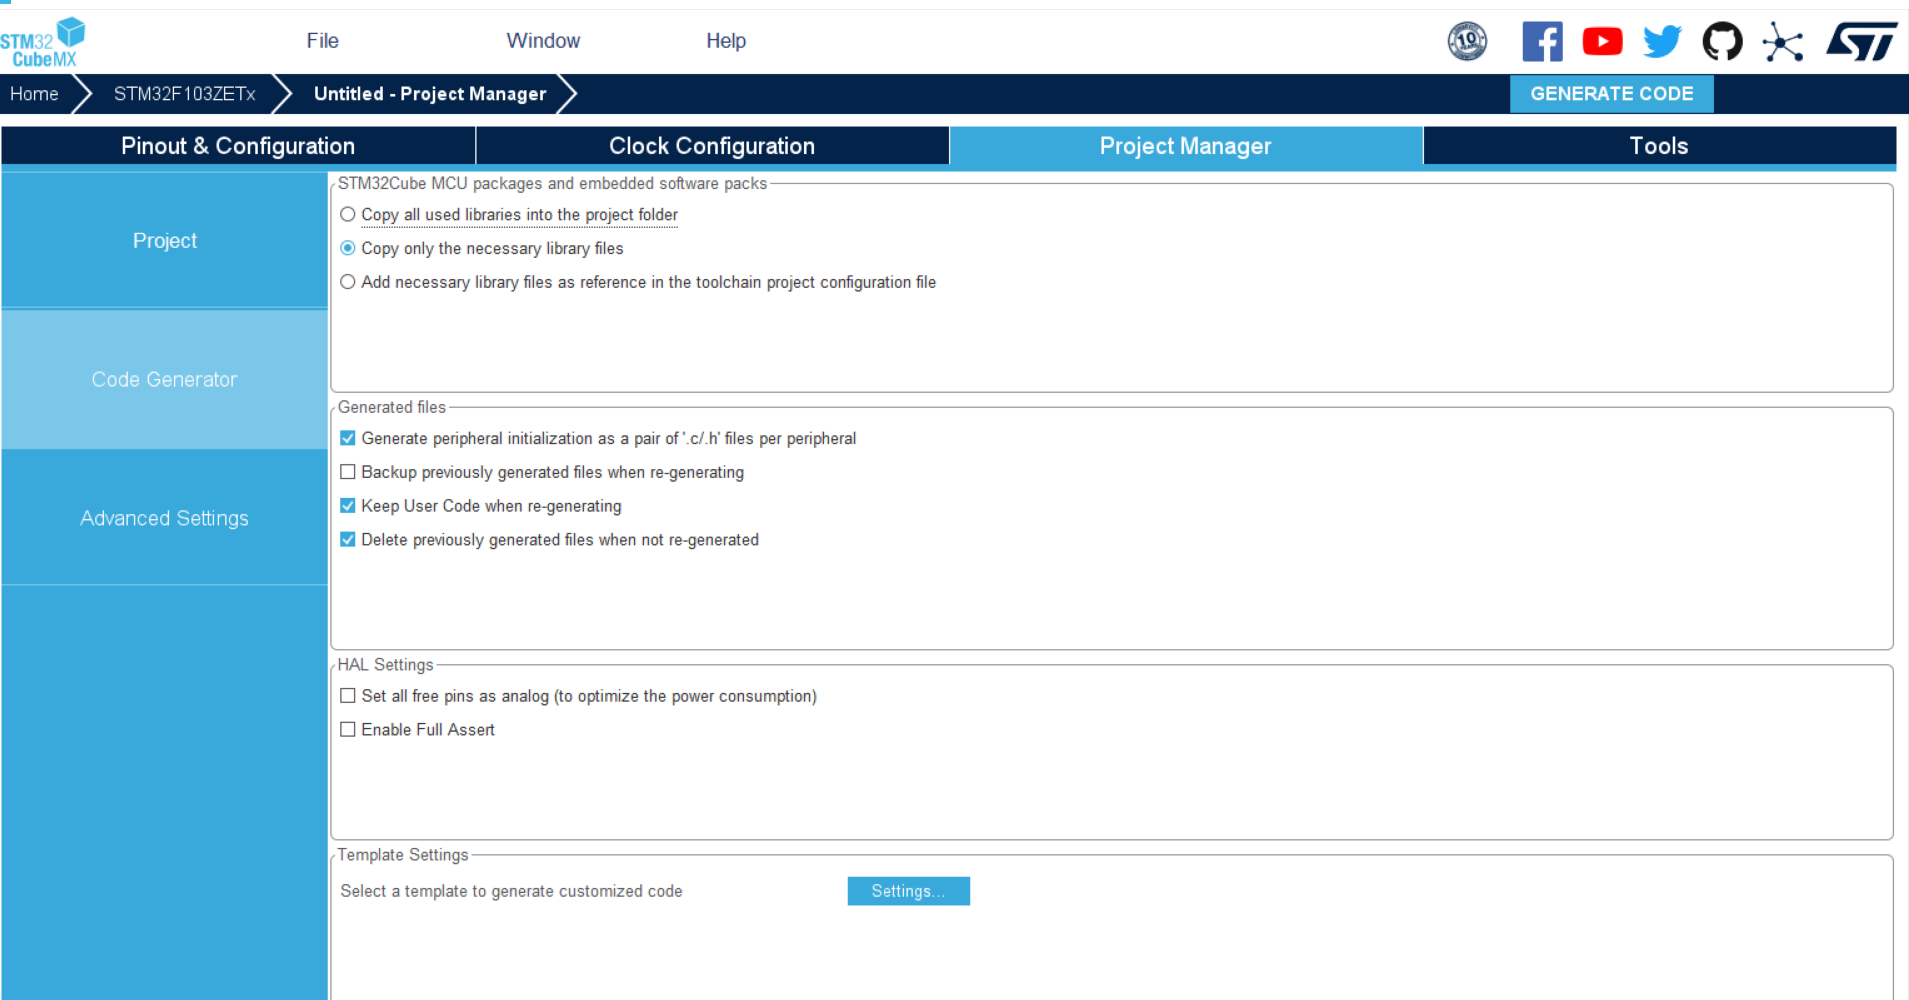 STM32
CubeMX
File
Window
Help
10
Home
STM32F103ZETx
Untitled - Project Manager
GENERATE CODE
Pinout & Configuration
Clock Configuration
Project Manager
Tools
Project
Code Generator
Advanced Settings
STM32Cube MCU packages and embedded software packs
Copy all used libraries into the project folder
Copy only the necessary library files
Add necessary library files as reference in the toolchain project configuration file
Generated files
Generate peripheral initialization as a pair of '.c/.h' files per peripheral
Backup previously generated files when re-generating
Keep User Code when re-generating
Delete previously generated files when not re-generated
HAL Settings
Set all free pins as analog (to optimize the power consumption)
Enable Full Assert
Template Settings
Select a template to generate customized code
Settings...